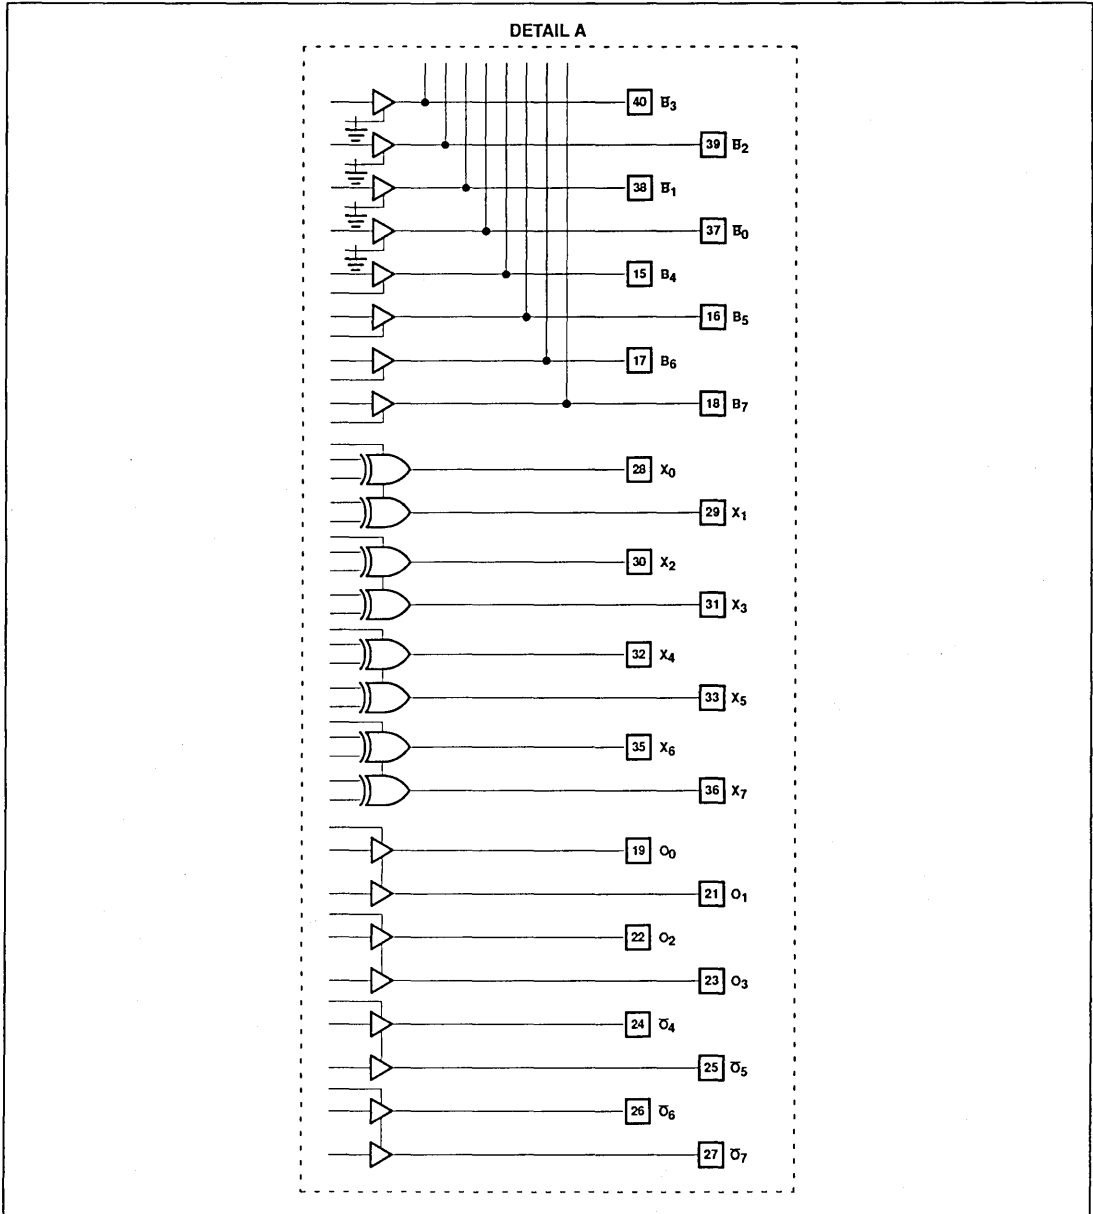 DETAIL A
40 B̅3
39 B̅2
38 B̅1
37 B̅0
15 B4
16 B5
17 B6
18 B7
28 X0
29 X1
30 X2
31 X3
32 X4
33 X5
35 X6
36 X7
19 O0
21 O1
22 O2
23 O3
24 O̅4
25 O̅5
26 O̅6
27 O̅7